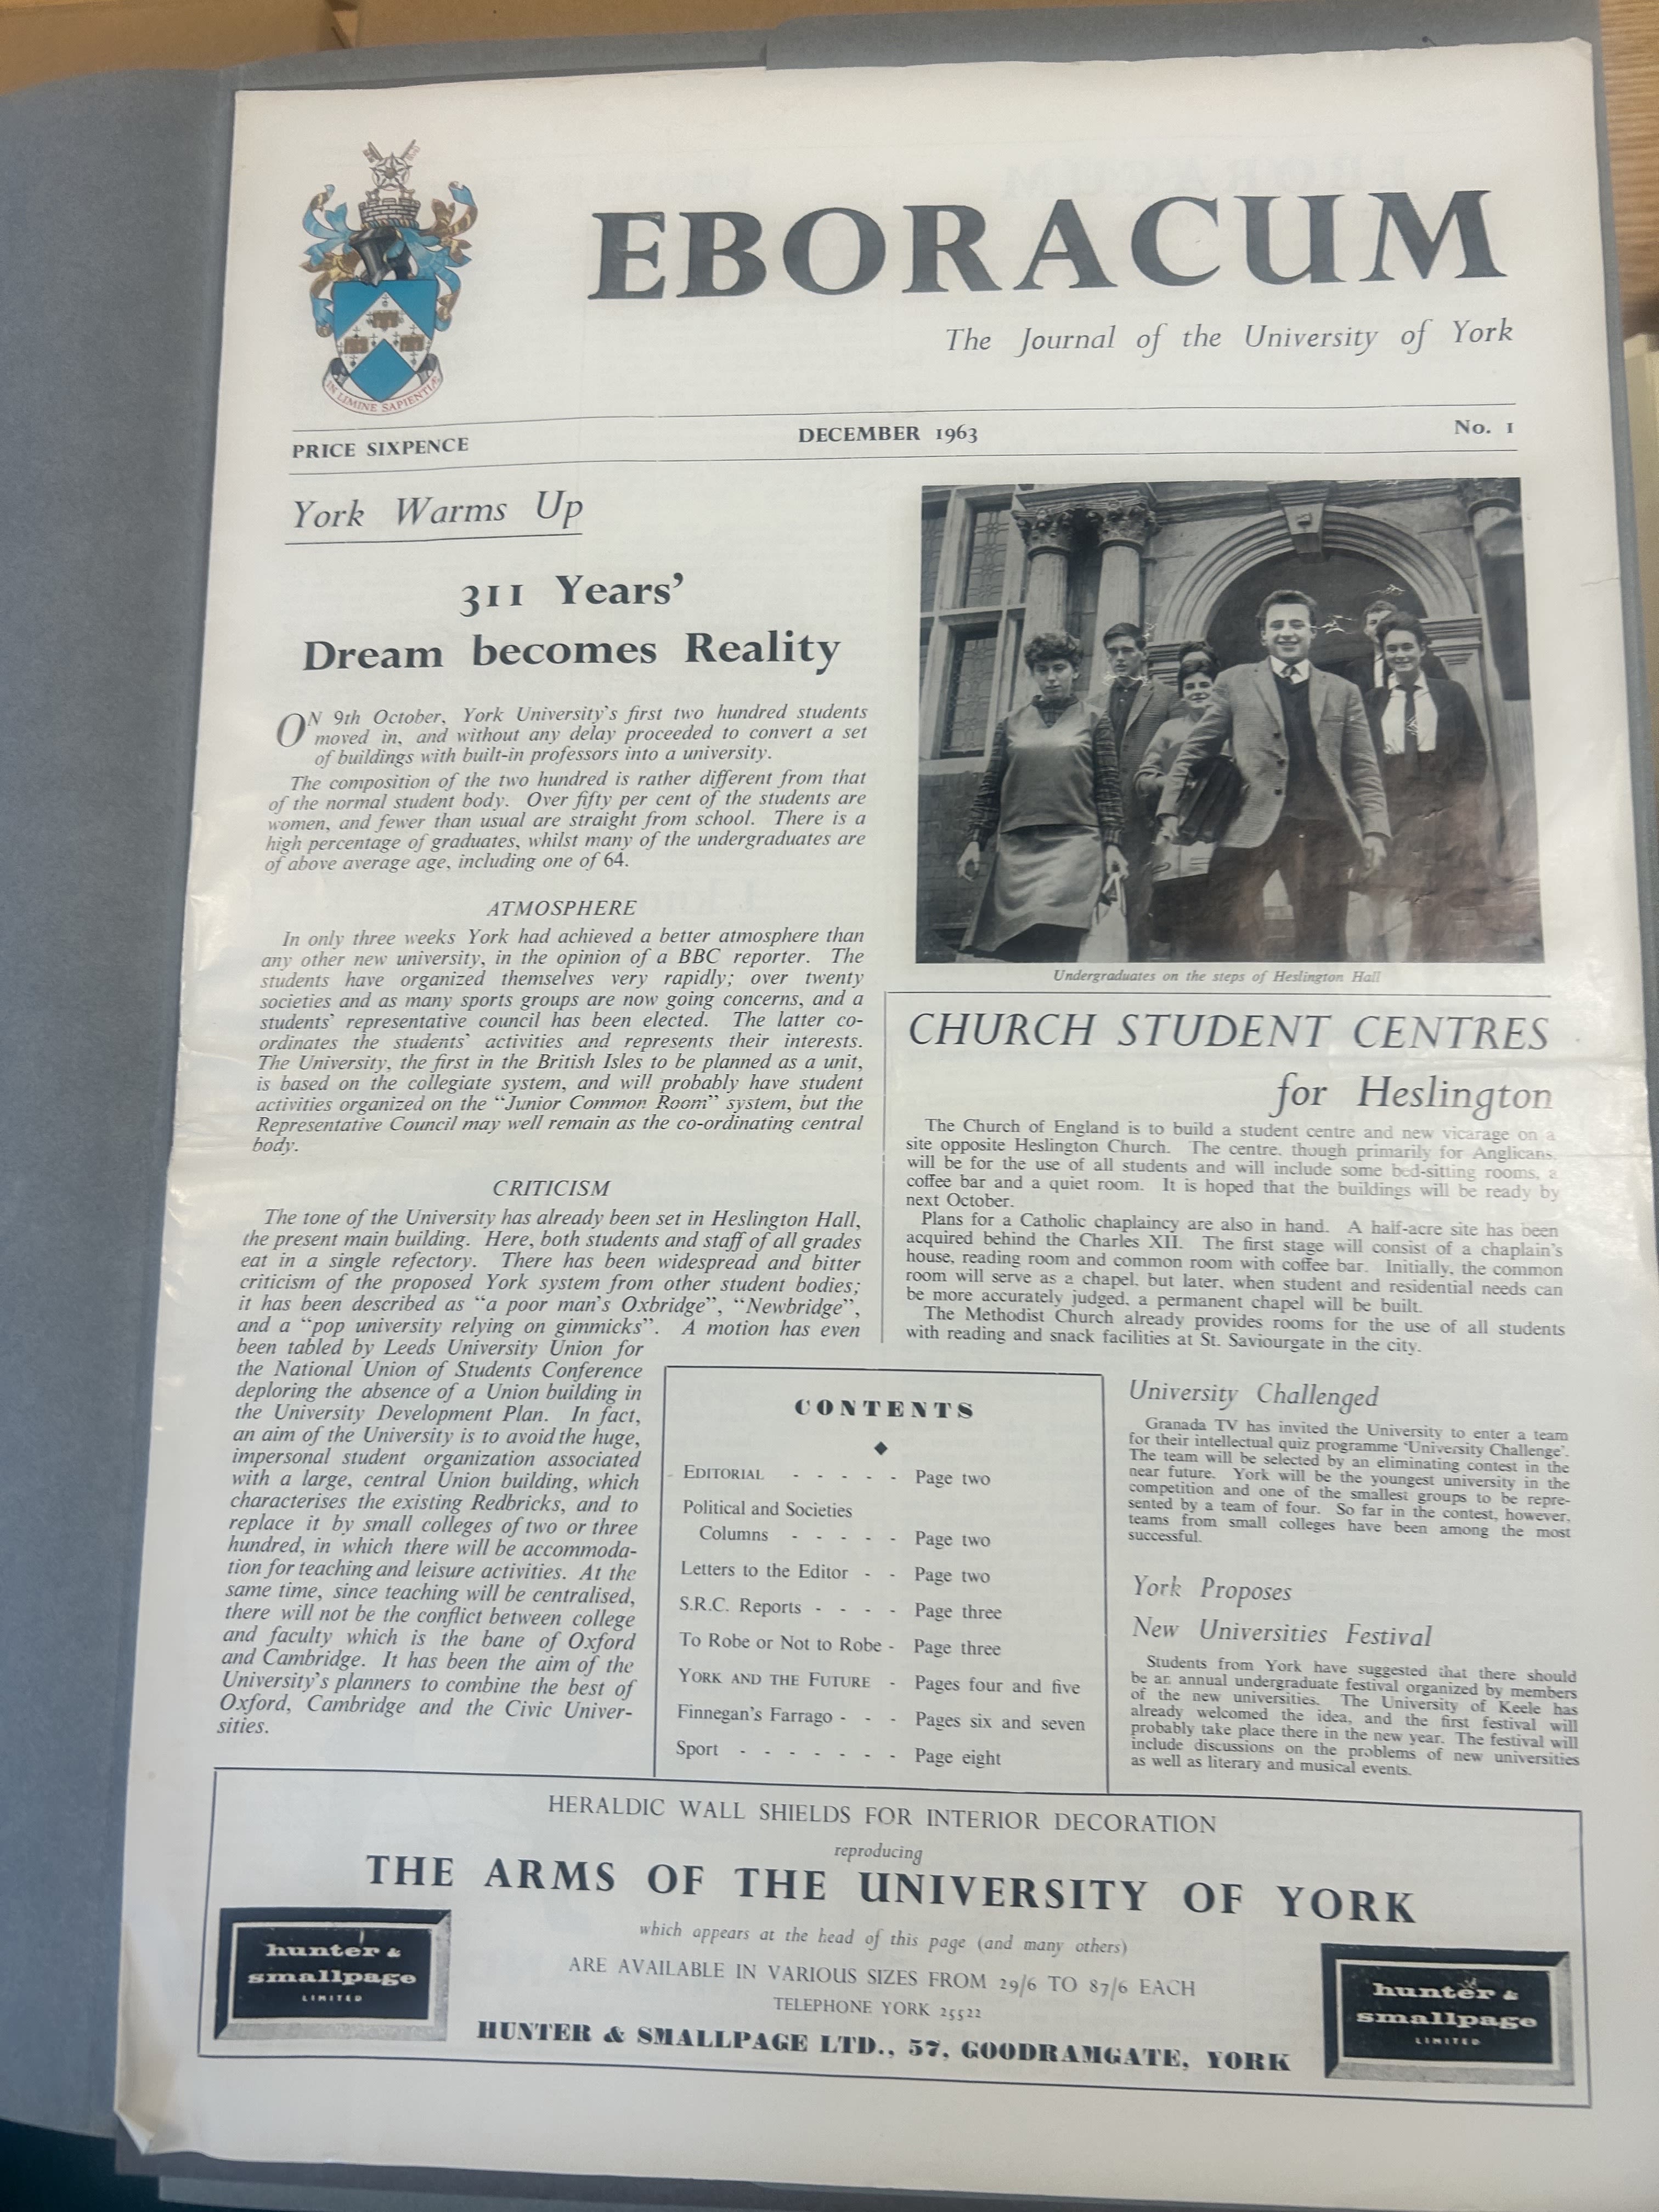 EBORACUM
The Journal of the University of York
IN LIMINE SAPIENTIÆ
PRICE SIXPENCE
DECEMBER 1963
No. 1
York Warms Up
311 Years’
Dream becomes Reality
ON 9th October, York University’s first two hundred students
moved in, and without any delay proceeded to convert a set
of buildings with built-in professors into a university.
The composition of the two hundred is rather different from that
of the normal student body. Over fifty per cent of the students are
women, and fewer than usual are straight from school. There is a
high percentage of graduates, whilst many of the undergraduates are
of above average age, including one of 64.
ATMOSPHERE
In only three weeks York had achieved a better atmosphere than
any other new university, in the opinion of a BBC reporter. The
students have organized themselves very rapidly; over twenty
societies and as many sports groups are now going concerns, and a
students’ representative council has been elected. The latter co-
ordinates the students’ activities and represents their interests.
The University, the first in the British Isles to be planned as a unit,
is based on the collegiate system, and will probably have student
activities organized on the “Junior Common Room” system, but the
Representative Council may well remain as the co-ordinating central
body.
CRITICISM
The tone of the University has already been set in Heslington Hall,
the present main building. Here, both students and staff of all grades
eat in a single refectory. There has been widespread and bitter
criticism of the proposed York system from other student bodies;
it has been described as “a poor man’s Oxbridge”, “Newbridge”,
and a “pop university relying on gimmicks”. A motion has even
been tabled by Leeds University Union for
the National Union of Students Conference
deploring the absence of a Union building in
the University Development Plan. In fact,
an aim of the University is to avoid the huge,
impersonal student organization associated
with a large, central Union building, which
characterises the existing Redbricks, and to
replace it by small colleges of two or three
hundred, in which there will be accommoda-
tion for teaching and leisure activities. At the
same time, since teaching will be centralised,
there will not be the conflict between college
and faculty which is the bane of Oxford
and Cambridge. It has been the aim of the
University’s planners to combine the best of
Oxford, Cambridge and the Civic Univer-
sities.
Undergraduates on the steps of Heslington Hall
CHURCH STUDENT CENTRES
for Heslington
The Church of England is to build a student centre and new vicarage on a
site opposite Heslington Church. The centre, though primarily for Anglicans,
will be for the use of all students and will include some bed-sitting rooms, a
coffee bar and a quiet room. It is hoped that the buildings will be ready by
next October.
Plans for a Catholic chaplaincy are also in hand. A half-acre site has been
acquired behind the Charles XII. The first stage will consist of a chaplain’s
house, reading room and common room with coffee bar. Initially, the common
room will serve as a chapel, but later, when student and residential needs can
be more accurately judged, a permanent chapel will be built.
The Methodist Church already provides rooms for the use of all students
with reading and snack facilities at St. Saviourgate in the city.
CONTENTS
EDITORIAL - - - - - Page two
Political and Societies
Columns - - - - - Page two
Letters to the Editor - - Page two
S.R.C. Reports - - - - Page three
To Robe or Not to Robe - Page three
YORK AND THE FUTURE - Pages four and five
Finnegan’s Farrago - - - Pages six and seven
Sport - - - - - - - Page eight
University Challenged
Granada TV has invited the University to enter a team
for their intellectual quiz programme ‘University Challenge’.
The team will be selected by an eliminating contest in the
near future. York will be the youngest university in the
competition and one of the smallest groups to be repre-
sented by a team of four. So far in the contest, however,
teams from small colleges have been among the most
successful.
York Proposes
New Universities Festival
Students from York have suggested that there should
be an annual undergraduate festival organized by members
of the new universities. The University of Keele has
already welcomed the idea, and the first festival will
probably take place there in the new year. The festival will
include discussions on the problems of new universities
as well as literary and musical events.
HERALDIC WALL SHIELDS FOR INTERIOR DECORATION
reproducing
THE ARMS OF THE UNIVERSITY OF YORK
which appears at the head of this page (and many others)
ARE AVAILABLE IN VARIOUS SIZES FROM 29/6 TO 87/6 EACH
TELEPHONE YORK 25522
HUNTER & SMALLPAGE LTD., 57, GOODRAMGATE, YORK
hunter &
smallpage
LIMITED
hunter &
smallpage
LIMITED